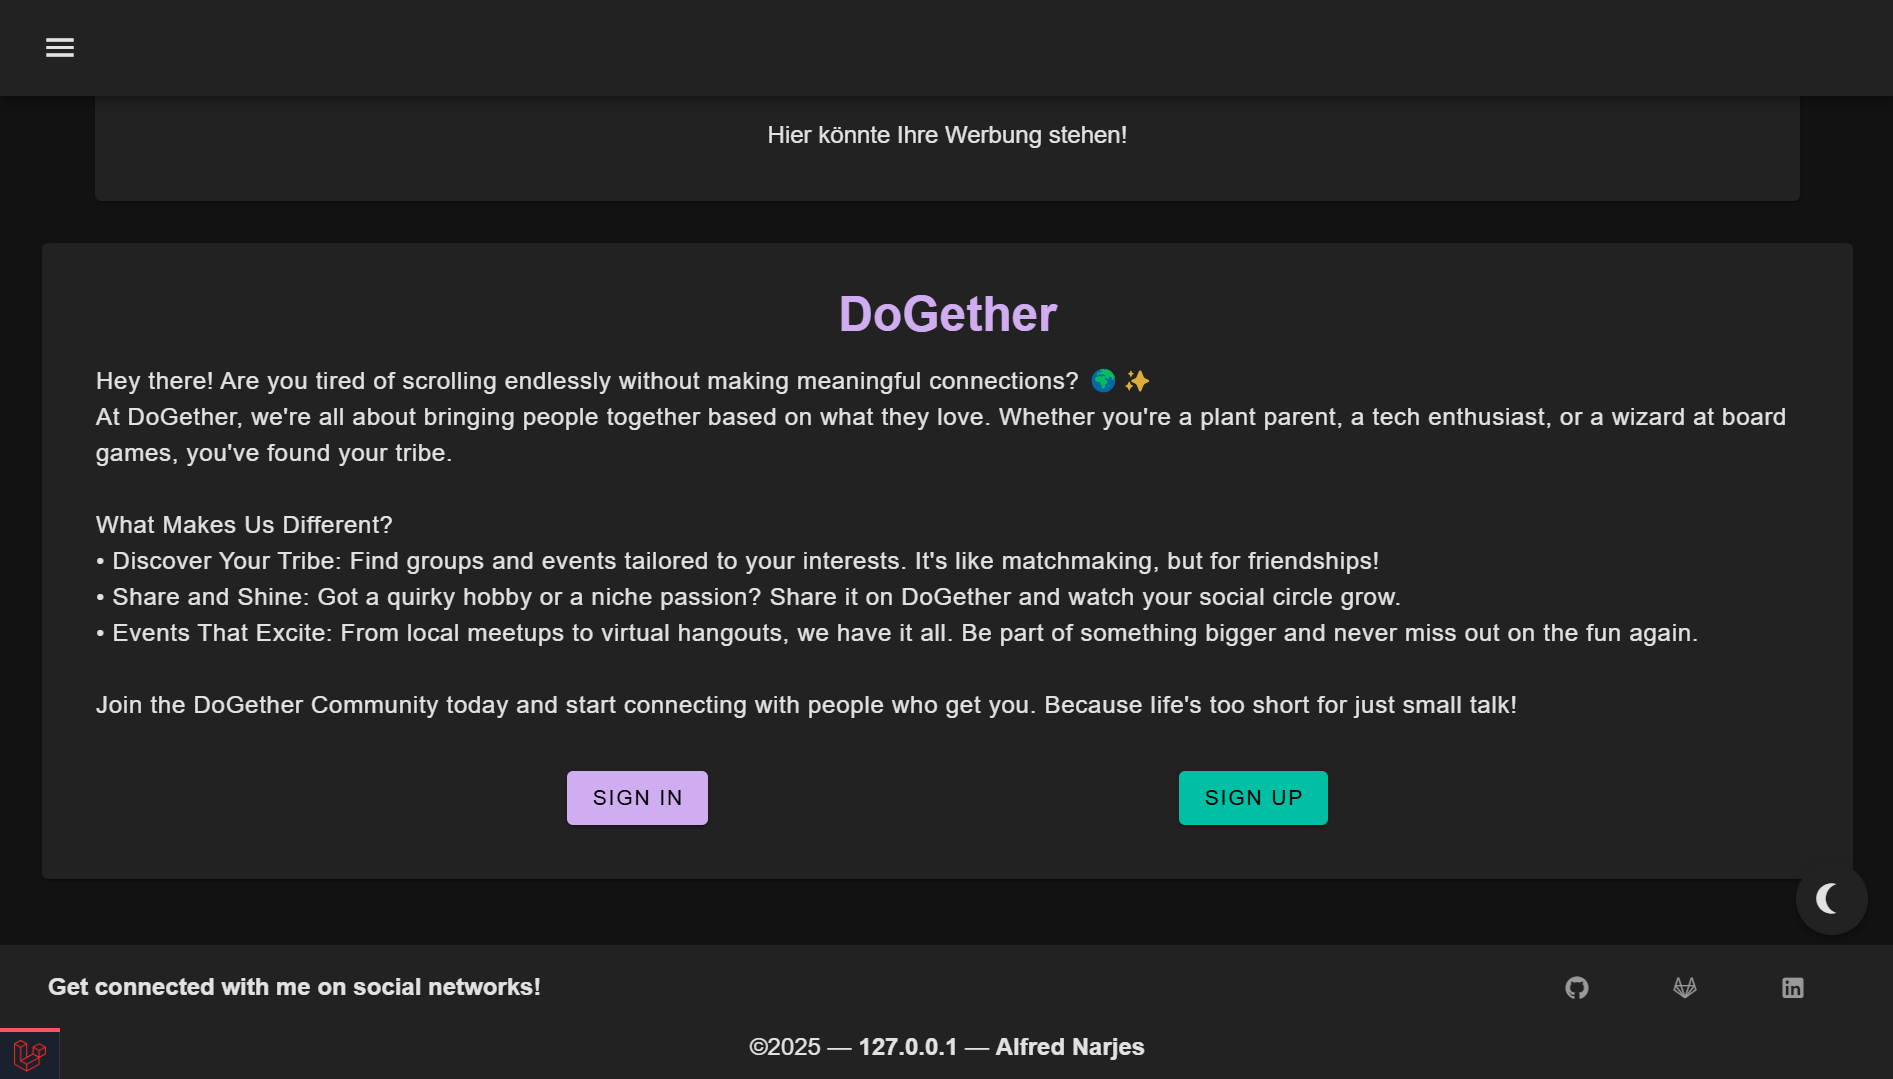 Hier könnte Ihre Werbung stehen!
DoGether
Hey there! Are you tired of scrolling endlessly without making meaningful connections? 🌍 ✨
At DoGether, we're all about bringing people together based on what they love. Whether you're a plant parent, a tech enthusiast, or a wizard at board
games, you've found your tribe.
What Makes Us Different?
• Discover Your Tribe: Find groups and events tailored to your interests. It's like matchmaking, but for friendships!
• Share and Shine: Got a quirky hobby or a niche passion? Share it on DoGether and watch your social circle grow.
• Events That Excite: From local meetups to virtual hangouts, we have it all. Be part of something bigger and never miss out on the fun again.
Join the DoGether Community today and start connecting with people who get you. Because life's too short for just small talk!
SIGN IN
SIGN UP
Get connected with me on social networks!
©2025 — 127.0.0.1 — Alfred Narjes